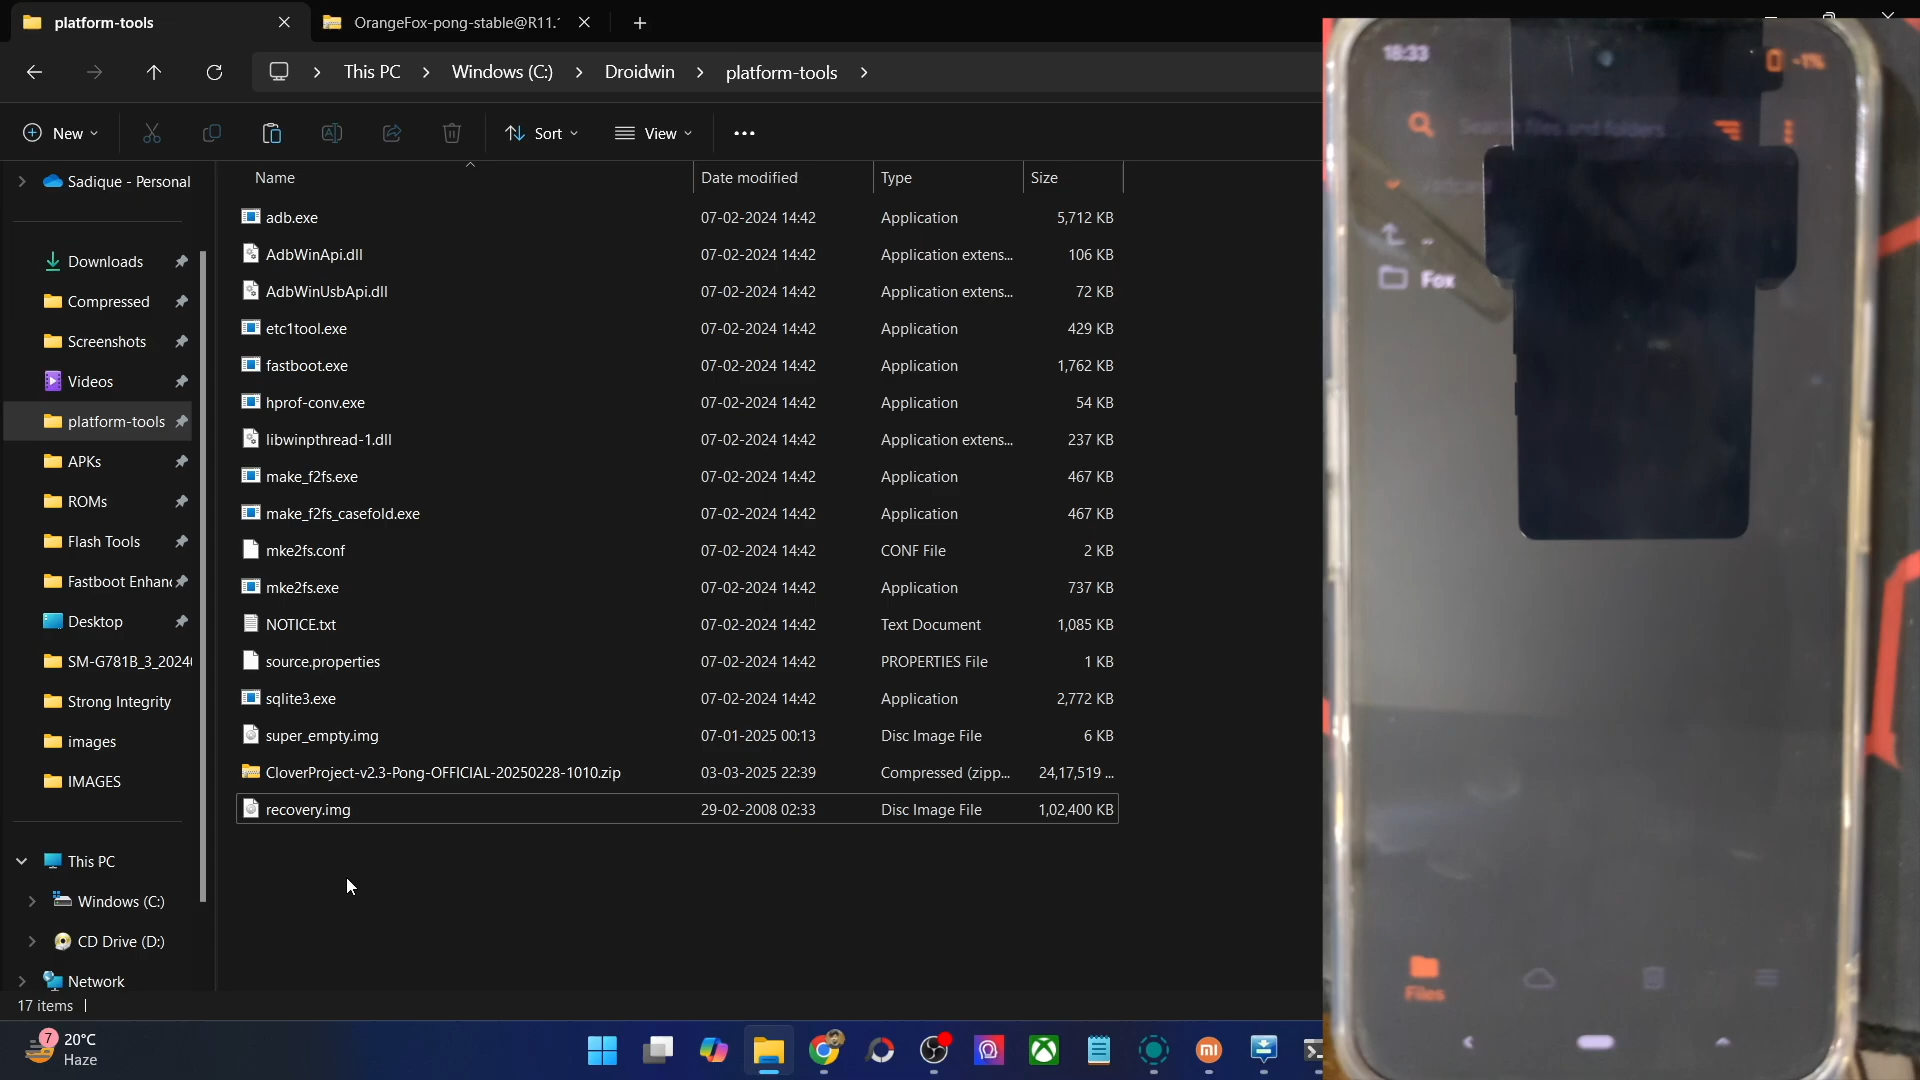 platform-tools
OrangeFox-pong-stable@R11.
This PC
Windows (C:)
Droidwin
platform-tools
New
Sort
View
Sadique - Personal
Downloads
Compressed
Screenshots
Videos
platform-tools
APKs
ROMs
Flash Tools
Fastboot Enhanc
Desktop
SM-G781B_3_2024
Strong Integrity
images
IMAGES
This PC
Windows (C:)
CD Drive (D:)
Network
Name Date modified Type Size
adb.exe 07-02-2024 14:42 Application 5,712 KB
AdbWinApi.dll 07-02-2024 14:42 Application extens... 106 KB
AdbWinUsbApi.dll 07-02-2024 14:42 Application extens... 72 KB
etc1tool.exe 07-02-2024 14:42 Application 429 KB
fastboot.exe 07-02-2024 14:42 Application 1,762 KB
hprof-conv.exe 07-02-2024 14:42 Application 54 KB
libwinpthread-1.dll 07-02-2024 14:42 Application extens... 237 KB
make_f2fs.exe 07-02-2024 14:42 Application 467 KB
make_f2fs_casefold.exe 07-02-2024 14:42 Application 467 KB
mke2fs.conf 07-02-2024 14:42 CONF File 2 KB
mke2fs.exe 07-02-2024 14:42 Application 737 KB
NOTICE.txt 07-02-2024 14:42 Text Document 1,085 KB
source.properties 07-02-2024 14:42 PROPERTIES File 1 KB
sqlite3.exe 07-02-2024 14:42 Application 2,772 KB
super_empty.img 07-01-2025 00:13 Disc Image File 6 KB
CloverProject-v2.3-Pong-OFFICIAL-20250228-1010.zip 03-03-2025 22:39 Compressed (zipp... 24,17,519 ...
recovery.img 29-02-2008 02:33 Disc Image File 1,02,400 KB
17 items
7
20°C
Haze
18:33
-1%
Search files and folders...
/sdcard
..
Fox
Files